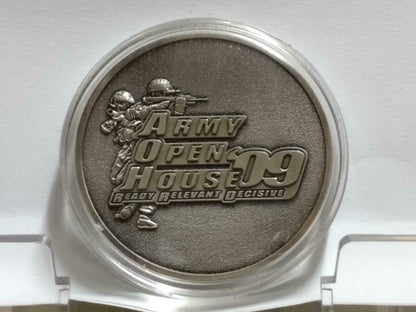 ARMY
OPEN
HOUSE '09
READY RELEVANT DECISIVE